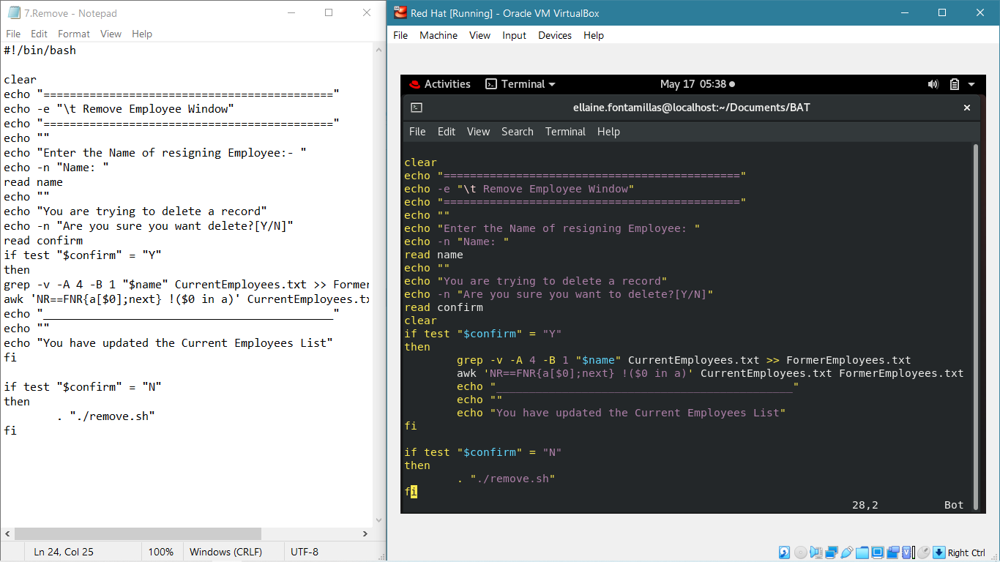 7.Remove - Notepad
File Edit Format View Help
#!/bin/bash
clear
echo "============================================"
echo -e "\t Remove Employee Window"
echo "============================================"
echo ""
echo "Enter the Name of resigning Employee:- "
echo -n "Name: "
read name
echo ""
echo "You are trying to delete a record"
echo -n "Are you sure you want delete?[Y/N]"
read confirm
if test "$confirm" = "Y"
then
grep -v -A 4 -B 1 "$name" CurrentEmployees.txt >> Former
awk 'NR==FNR{a[$0];next} !($0 in a)' CurrentEmployees.tx
echo "____________________________________________"
echo ""
echo "You have updated the Current Employees List"
fi
if test "$confirm" = "N"
then
. "./remove.sh"
fi
Ln 24, Col 25 100% Windows (CRLF) UTF-8
Red Hat [Running] - Oracle VM VirtualBox
File Machine View Input Devices Help
Activities Terminal May 17 05:38
ellaine.fontamillas@localhost:~/Documents/BAT
File Edit View Search Terminal Help
clear
echo "============================================="
echo -e "\t Remove Employee Window"
echo "============================================="
echo ""
echo "Enter the Name of resigning Employee: "
echo -n "Name: "
read name
echo ""
echo "You are trying to delete a record"
echo -n "Are you sure you want to delete?[Y/N]"
read confirm
clear
if test "$confirm" = "Y"
then
grep -v -A 4 -B 1 "$name" CurrentEmployees.txt >> FormerEmployees.txt
awk 'NR==FNR{a[$0];next} !($0 in a)' CurrentEmployees.txt FormerEmployees.txt
echo "_____________________________________________"
echo ""
echo "You have updated the Current Employees List"
fi
if test "$confirm" = "N"
then
. "./remove.sh"
fi
28,2 Bot
Right Ctrl